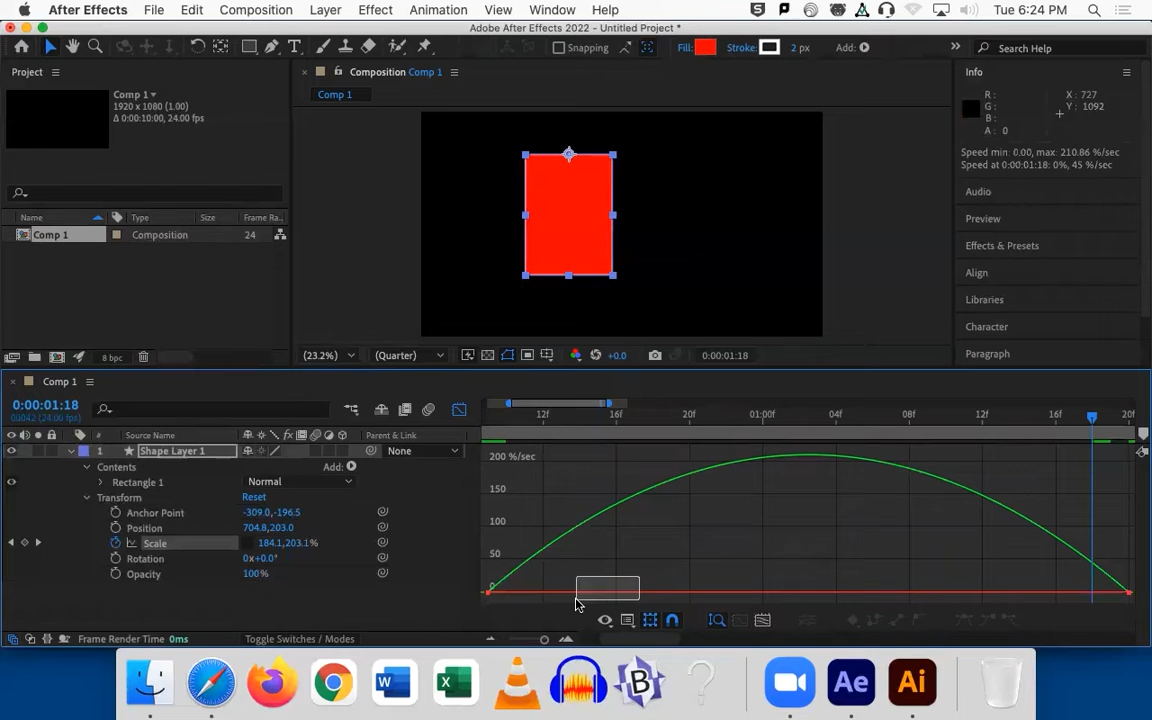 After Effects File Edit Composition Layer Effect Animation View Window Help Tue 6:24 PM
Adobe After Effects 2022 - Untitled Project *
Snapping Fill: Stroke: 2 px Add: Search Help
Project
Composition Comp 1
Info
Comp 1
Comp 1
1920 x 1080 (1.00)
Δ 0:00:10:00, 24.00 fps
R :
G :
B :
A : 0
X : 727
Y : 1092
Speed min: 0.00, max: 210.86 %/sec
Speed at 0:00:01:18: 0%, 45 %/sec
Audio
Preview
Effects & Presets
Align
Libraries
Character
Paragraph
Name Type Size Frame Ra..
Comp 1 Composition 24
8 bpc
(23.2%) (Quarter) +0.0 0:00:01:18
Comp 1
0:00:01:18
00042 (24.00 fps)
12f 16f 20f 01:00f 04f 08f 12f 16f 20f
# Source Name Parent & Link
1 Shape Layer 1 None
Contents Add:
Rectangle 1 Normal
Transform Reset
Anchor Point -309.0,-196.5
Position 704.8,203.0
Scale 184.1,203.1%
Rotation 0x+0.0°
Opacity 100%
200 %/sec
150
100
50
0
Frame Render Time 0ms Toggle Switches / Modes
W X B ? Ae Ai